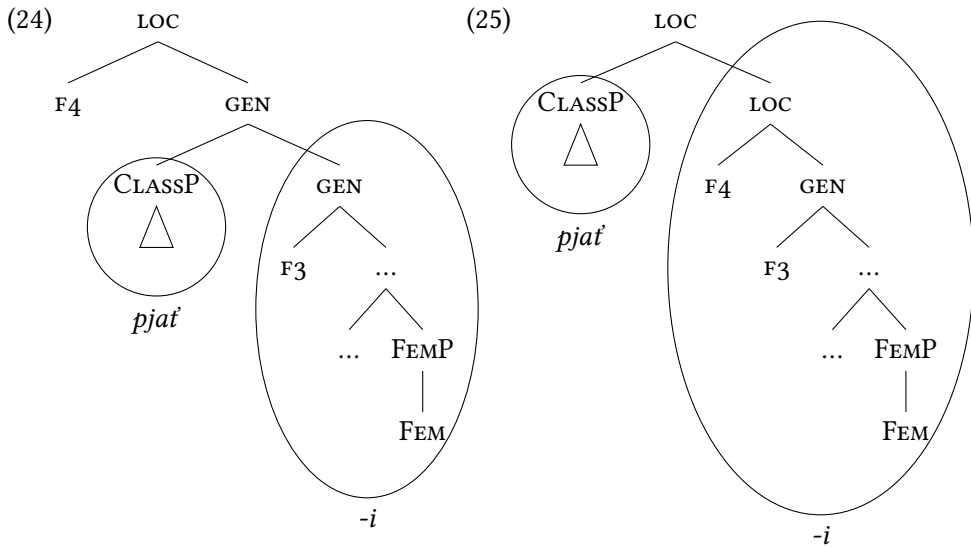 (24)
LOC
F4
GEN
CLASSP
pjat'
GEN
F3
...
...
FEMP
FEM
-i
(25)
LOC
CLASSP
pjat'
LOC
F4
GEN
F3
...
...
FEMP
FEM
-i